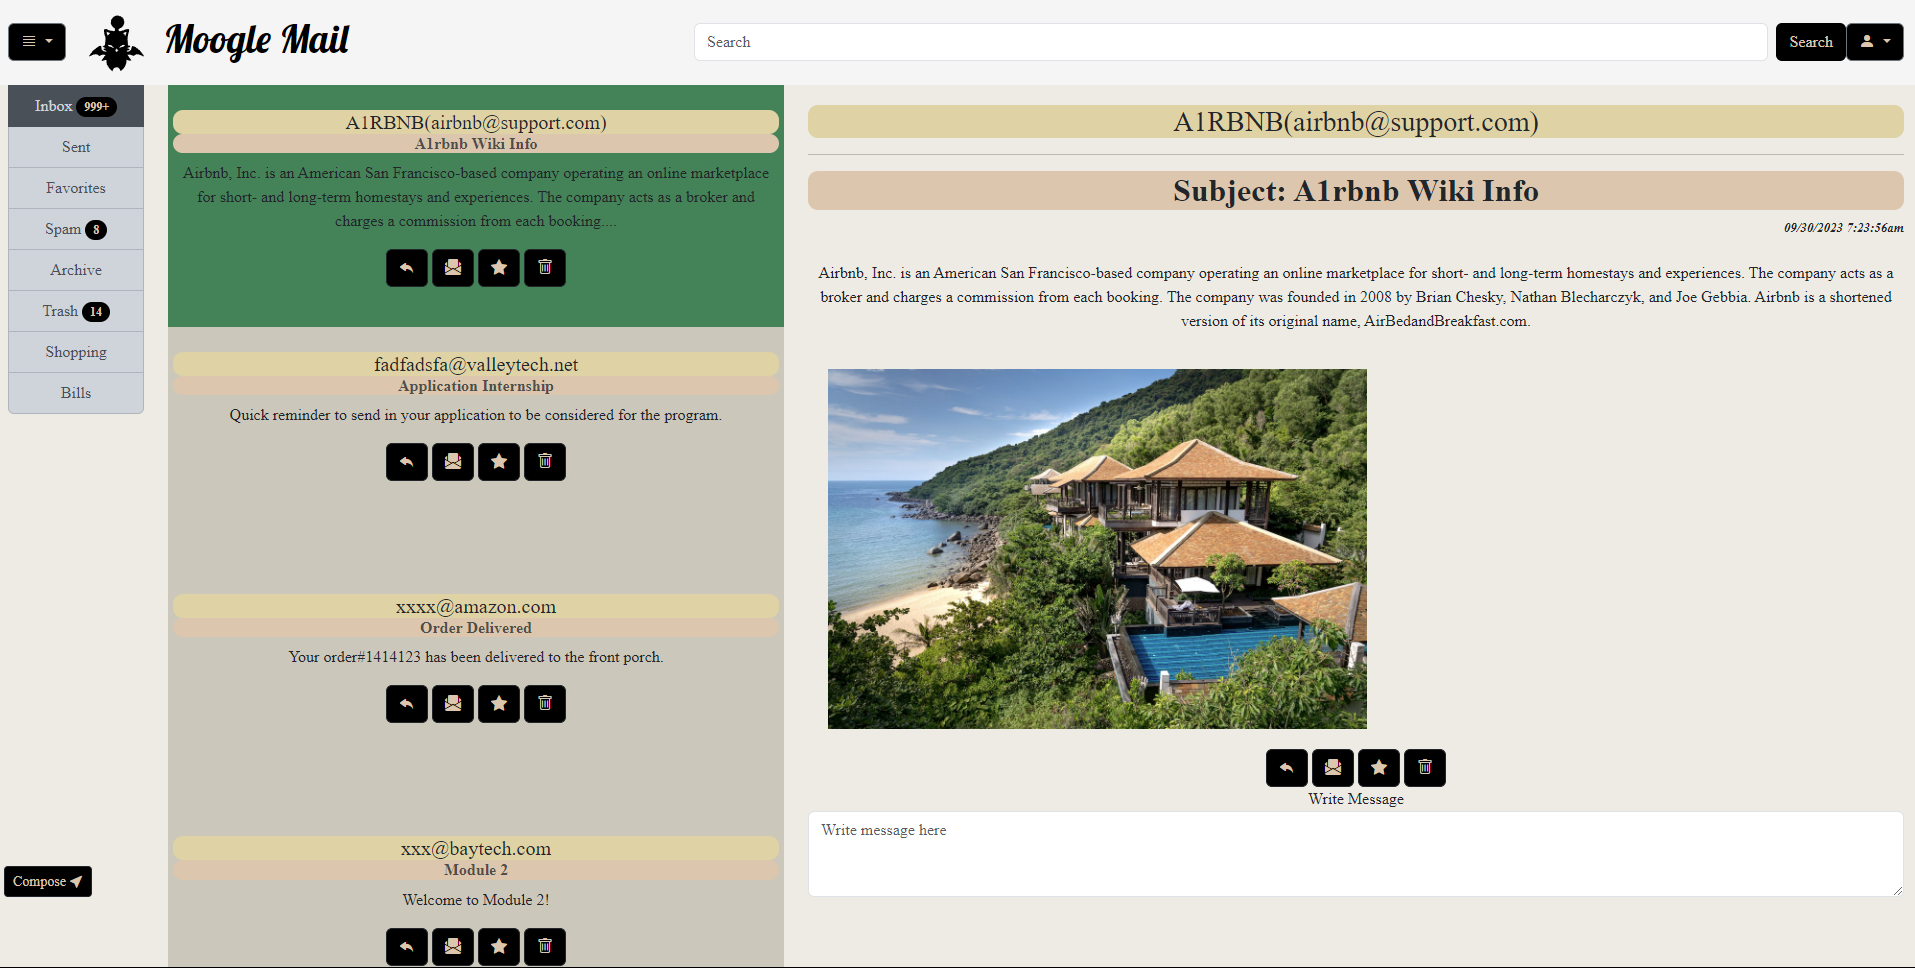 Moogle Mail
Search
Search
Inbox 999+
Sent
Favorites
Spam 8
Archive
Trash 14
Shopping
Bills
Compose
A1RBNB(airbnb@support.com)
A1rbnb Wiki Info
Airbnb, Inc. is an American San Francisco-based company operating an online marketplace
for short- and long-term homestays and experiences. The company acts as a broker and
charges a commission from each booking....
fadfadsfa@valleytech.net
Application Internship
Quick reminder to send in your application to be considered for the program.
xxxx@amazon.com
Order Delivered
Your order#1414123 has been delivered to the front porch.
xxx@baytech.com
Module 2
Welcome to Module 2!
A1RBNB(airbnb@support.com)
Subject: A1rbnb Wiki Info
09/30/2023 7:23:56am
Airbnb, Inc. is an American San Francisco-based company operating an online marketplace for short- and long-term homestays and experiences. The company acts as a
broker and charges a commission from each booking. The company was founded in 2008 by Brian Chesky, Nathan Blecharczyk, and Joe Gebbia. Airbnb is a shortened
version of its original name, AirBedandBreakfast.com.
Write Message
Write message here